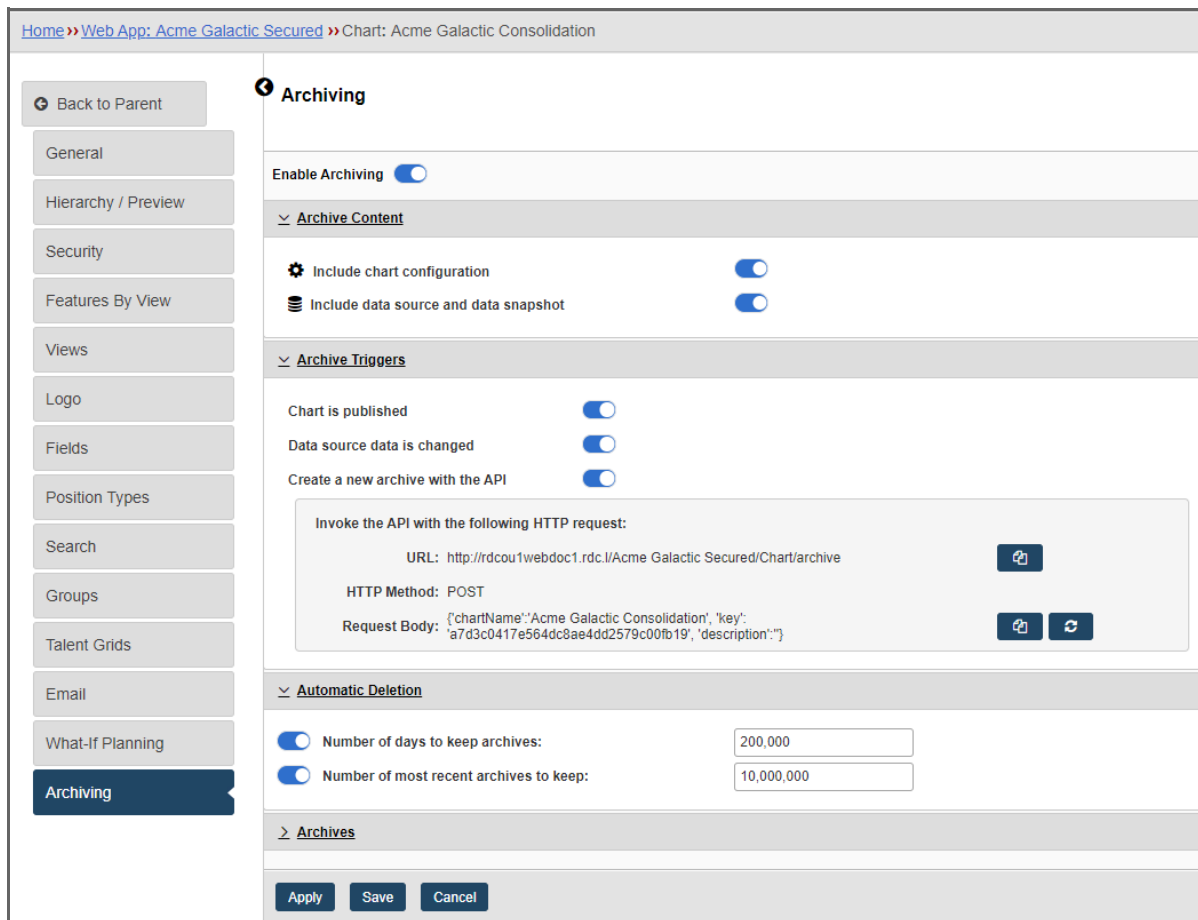 Home ›› Web App: Acme Galactic Secured ›› Chart: Acme Galactic Consolidation
Back to Parent
General
Hierarchy / Preview
Security
Features By View
Views
Logo
Fields
Position Types
Search
Groups
Talent Grids
Email
What-If Planning
Archiving
Archiving
Enable Archiving
Archive Content
Include chart configuration
Include data source and data snapshot
Archive Triggers
Chart is published
Data source data is changed
Create a new archive with the API
Invoke the API with the following HTTP request:
URL: http://rdcou1webdoc1.rdc.l/Acme Galactic Secured/Chart/archive
HTTP Method: POST
Request Body: {'chartName':'Acme Galactic Consolidation', 'key':
'a7d3c0417e564dc8ae4dd2579c00fb19', 'description':''}
Automatic Deletion
Number of days to keep archives: 200,000
Number of most recent archives to keep: 10,000,000
Archives
Apply Save Cancel